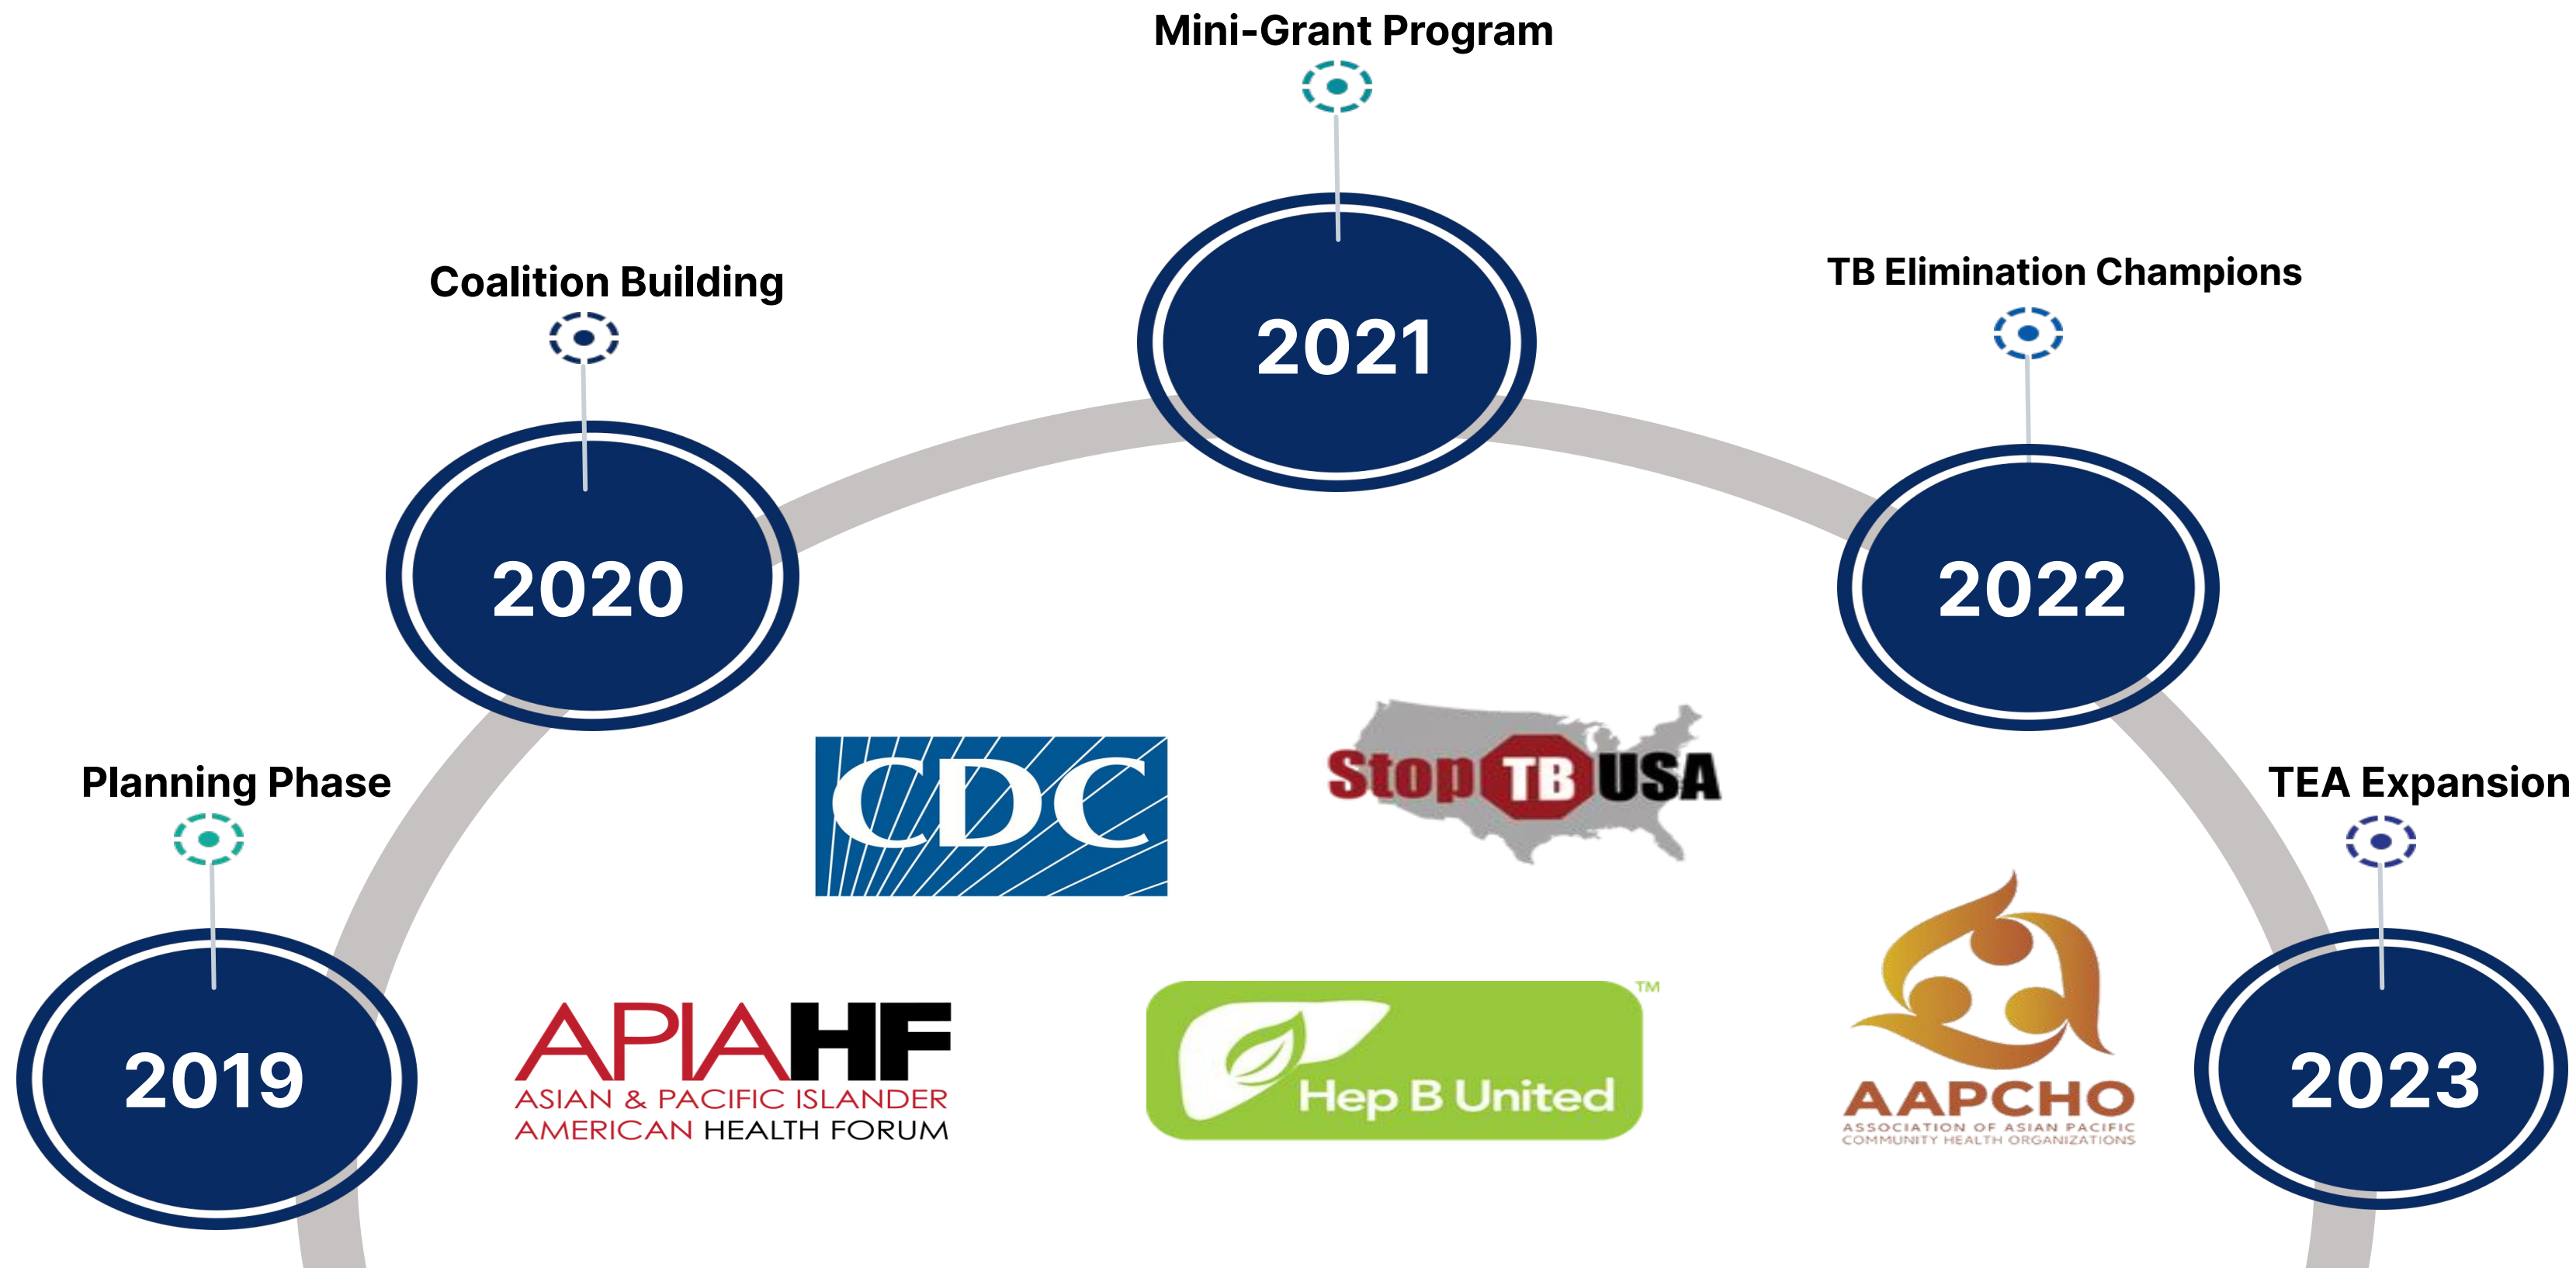 Mini-Grant Program
2021
Coalition Building
2020
TB Elimination Champions
2022
Planning Phase
2019
TEA Expansion
2023
CDC
Stop TB USA
APIAHF
ASIAN & PACIFIC ISLANDER
AMERICAN HEALTH FORUM
Hep B United
TM
AAPCHO
ASSOCIATION OF ASIAN PACIFIC
COMMUNITY HEALTH ORGANIZATIONS